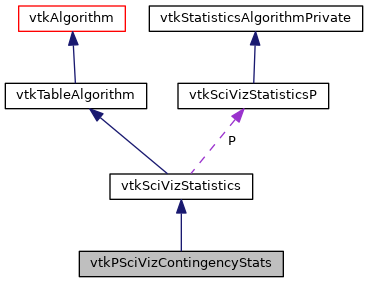 vtkAlgorithm
vtkStatisticsAlgorithmPrivate
vtkTableAlgorithm
vtkSciVizStatisticsP
P
vtkSciVizStatistics
vtkPSciVizContingencyStats